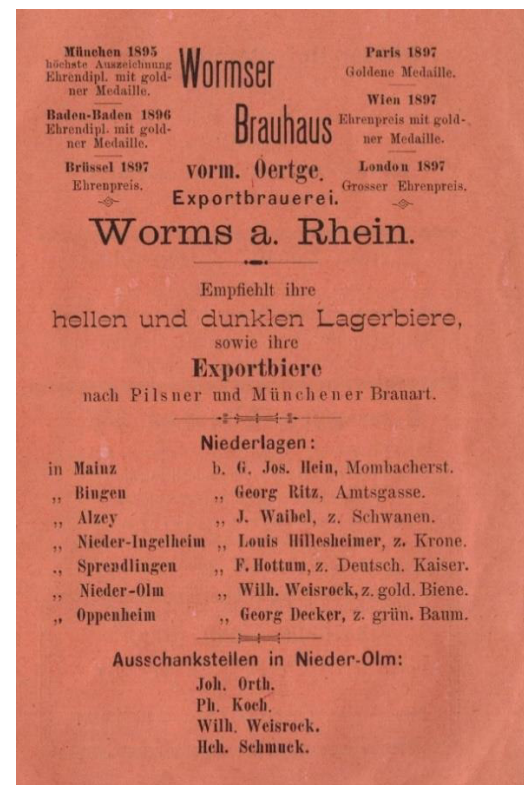 München 1895
höchste Auszeichnung
Ehrendipl. mit gold-
ner Medaille.
Baden-Baden 1896
Ehrendipl. mit gold-
ner Medaille.
Brüssel 1897
Ehrenpreis.
Wormser
Brauhaus
vorm. Oertge.
Exportbrauerei.
Paris 1897
Goldene Medaille.
Wien 1897
Ehrenpreis mit gold-
ner Medaille.
London 1897
Grosser Ehrenpreis.
Worms a. Rhein.
Empfiehlt ihre
hellen und dunklen Lagerbiere,
sowie ihre
Exportbiere
nach Pilsner und Münchener Brauart.
Niederlagen:
in Mainz b. G. Jos. Hein, Mombacherst.
„ Bingen „ Georg Ritz, Amtsgasse.
„ Alzey „ J. Waibel, z. Schwanen.
„ Nieder-Ingelheim „ Louis Hillesheimer, z. Krone.
„ Sprendlingen „ F. Hottum, z. Deutsch. Kaiser.
„ Nieder-Olm „ Wilh. Weisrock, z. gold. Biene.
„ Oppenheim „ Georg Decker, z. grün. Baum.
Ausschankstellen in Nieder-Olm:
Joh. Orth.
Ph. Koch.
Wilh. Weisrock.
Hch. Schmuck.